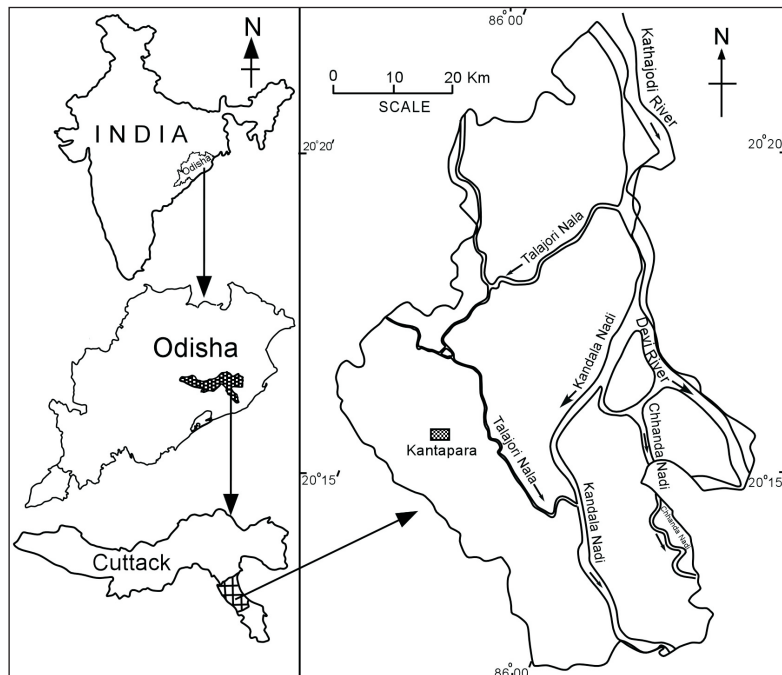 N
INDIA
Odisha
Odisha
Cuttack
86°00'
0 10 20 Km
SCALE
N
Kathajodi River
20°20'
20°20'
Talajori Nala
Kandala Nadi
Devi River
Kantapara
Talajori Nala
Chhanda Nadi
20°15'
20°15'
Kandala Nadi
Chhanda Nadi
86°00'